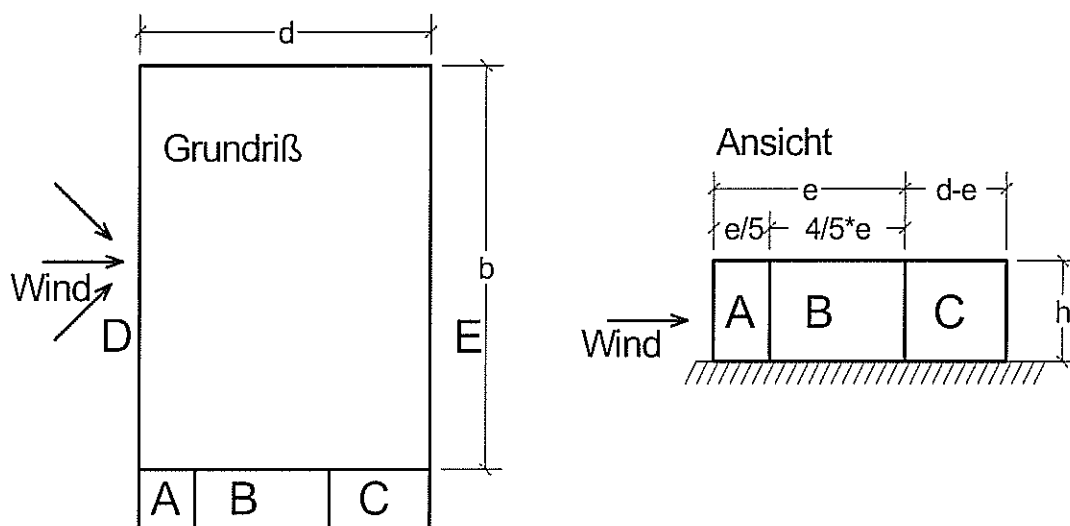 d
Grundriß
Wind
D
E
b
A B C
Ansicht
e d-e
e/5 4/5*e
A B C
h
Wind